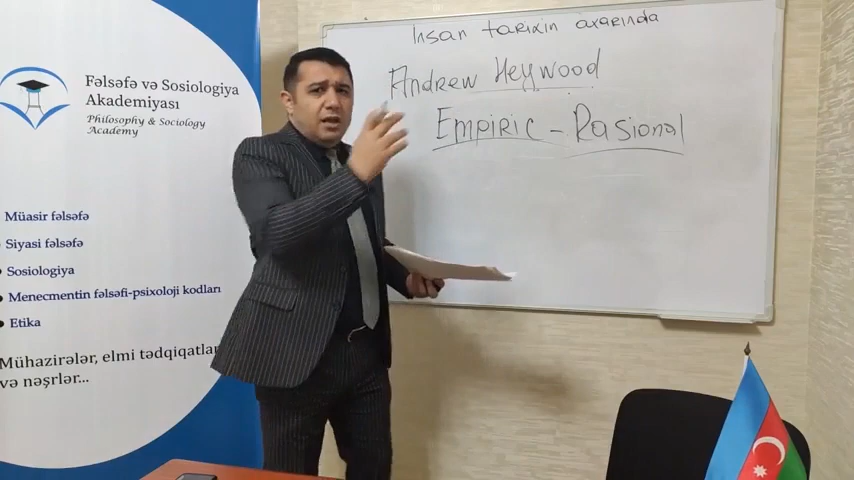 Fəlsəfə və Sosiologiya
Akademiyası
Philosophy & Sociology
Academy
Müasir fəlsəfə
Siyasi fəlsəfə
Sosiologiya
Menecmentin fəlsəfi-psixoloji kodları
Etika
Mühazirələr, elmi tədqiqatlar
və nəşrlər...
İnsan tarixin axarında
Andrew Heywood
Empiric - Rasional